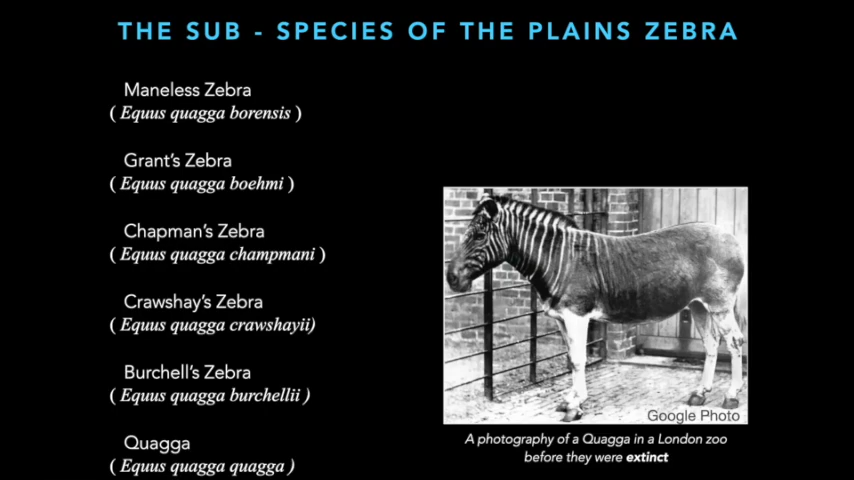 THE SUB - SPECIES OF THE PLAINS ZEBRA
Maneless Zebra
( Equus quagga borensis )
Grant's Zebra
( Equus quagga boehmi )
Chapman's Zebra
( Equus quagga champmani )
Crawshay's Zebra
( Equus quagga crawshayii)
Burchell's Zebra
( Equus quagga burchellii )
Quagga
( Equus quagga quagga )
Google Photo
A photography of a Quagga in a London zoo
before they were extinct